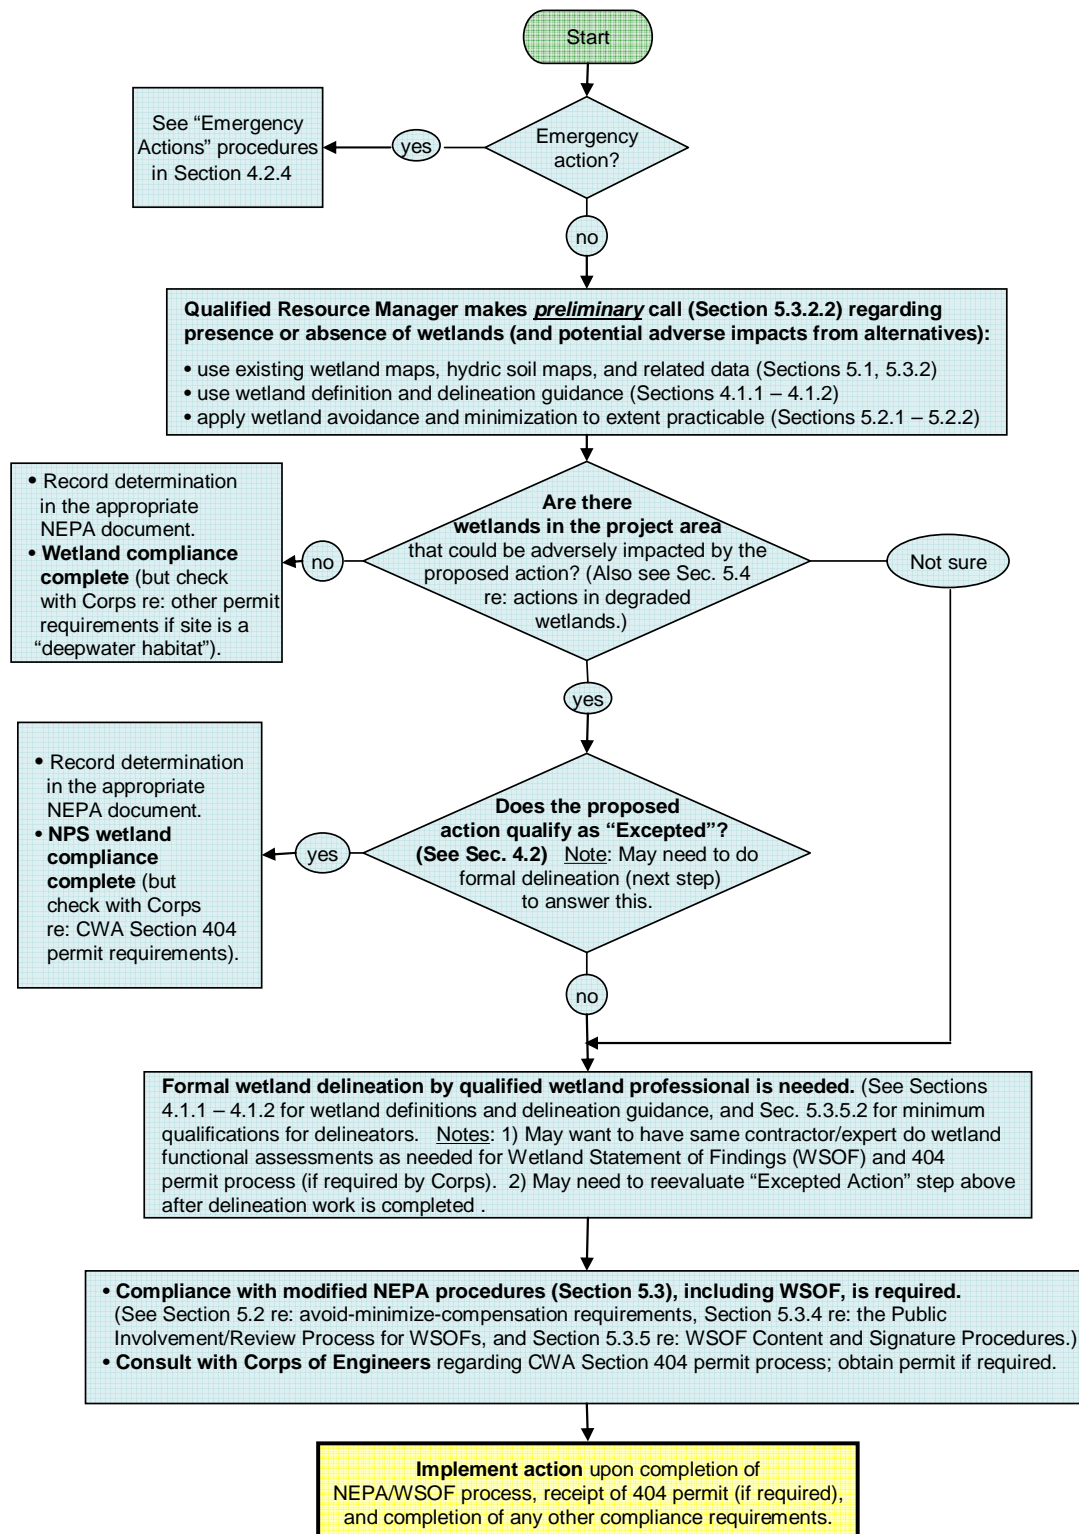 Start
Emergency
action?
yes
See “Emergency
Actions” procedures
in Section 4.2.4
no
Qualified Resource Manager makes preliminary call (Section 5.3.2.2) regarding
presence or absence of wetlands (and potential adverse impacts from alternatives):
• use existing wetland maps, hydric soil maps, and related data (Sections 5.1, 5.3.2)
• use wetland definition and delineation guidance (Sections 4.1.1 – 4.1.2)
• apply wetland avoidance and minimization to extent practicable (Sections 5.2.1 – 5.2.2)
Are there
wetlands in the project area
that could be adversely impacted by the
proposed action? (Also see Sec. 5.4
re: actions in degraded
wetlands.)
no
• Record determination
in the appropriate
NEPA document.
• Wetland compliance
complete (but check
with Corps re: other permit
requirements if site is a
“deepwater habitat”).
Not sure
yes
Does the proposed
action qualify as “Excepted”?
(See Sec. 4.2) Note: May need to do
formal delineation (next step)
to answer this.
yes
• Record determination
in the appropriate
NEPA document.
• NPS wetland
compliance
complete (but
check with Corps
re: CWA Section 404
permit requirements).
no
Formal wetland delineation by qualified wetland professional is needed. (See Sections
4.1.1 – 4.1.2 for wetland definitions and delineation guidance, and Sec. 5.3.5.2 for minimum
qualifications for delineators. Notes: 1) May want to have same contractor/expert do wetland
functional assessments as needed for Wetland Statement of Findings (WSOF) and 404
permit process (if required by Corps). 2) May need to reevaluate “Excepted Action” step above
after delineation work is completed .
• Compliance with modified NEPA procedures (Section 5.3), including WSOF, is required.
(See Section 5.2 re: avoid-minimize-compensation requirements, Section 5.3.4 re: the Public
Involvement/Review Process for WSOFs, and Section 5.3.5 re: WSOF Content and Signature Procedures.)
• Consult with Corps of Engineers regarding CWA Section 404 permit process; obtain permit if required.
Implement action upon completion of
NEPA/WSOF process, receipt of 404 permit (if required),
and completion of any other compliance requirements.